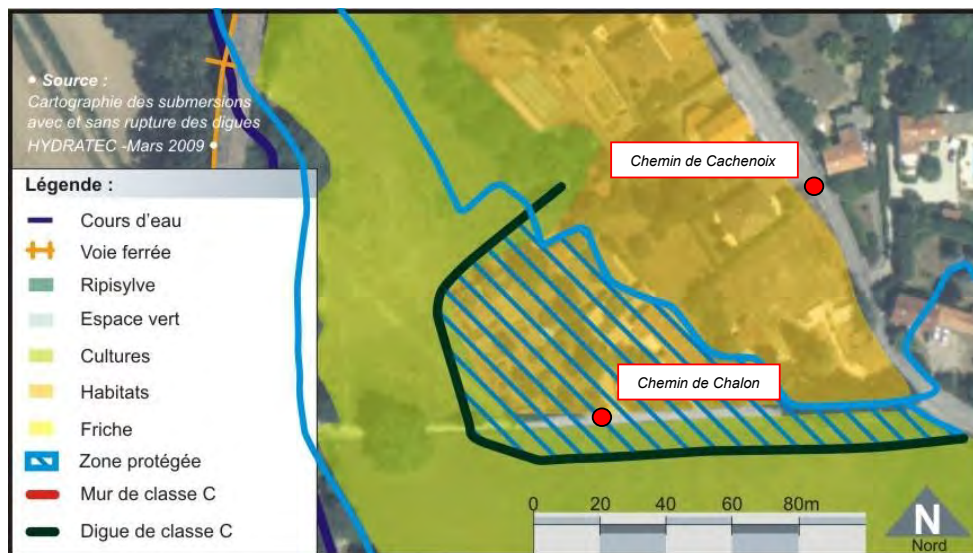 • Source :
Cartographie des submersions
avec et sans rupture des digues
HYDRATEC -Mars 2009 •
Légende :
Cours d'eau
Voie ferrée
Ripisylve
Espace vert
Cultures
Habitats
Friche
Zone protégée
Mur de classe C
Digue de classe C
Chemin de Cachenoix
Chemin de Chalon
0 20 40 60 80m
N
Nord